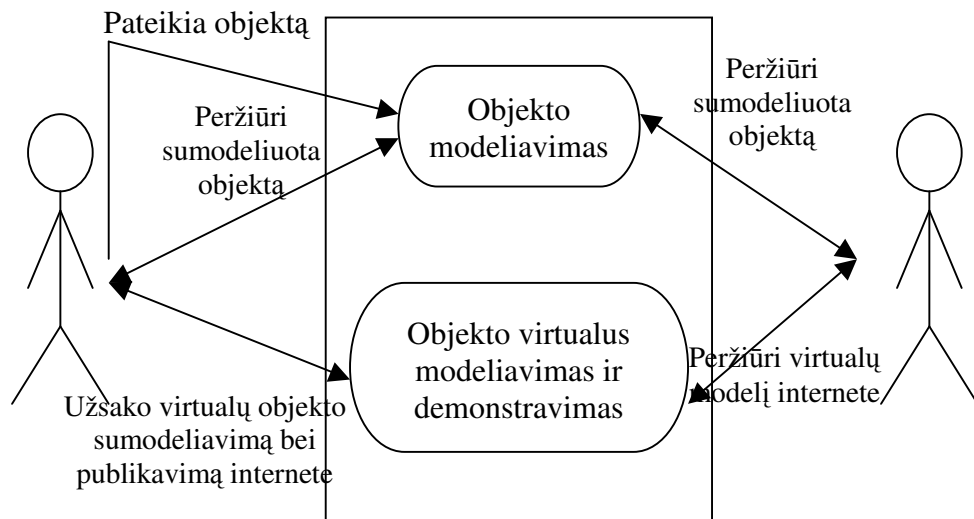 Pateikia objektą
Peržiūri
sumodeliuota
objektą
Objekto
modeliavimas
Peržiūri
sumodeliuota
objektą
Objekto virtualus
modeliavimas ir
demonstravimas
Peržiūri virtualų
modelį internete
Užsako virtualų objekto
sumodeliavimą bei
publikavimą internete